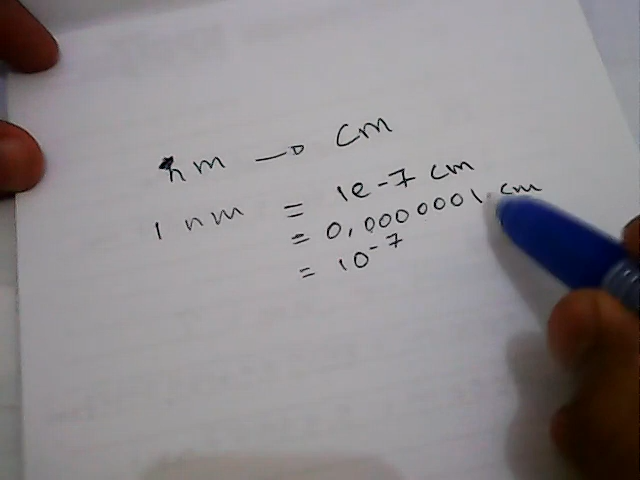 nm → cm
1 nm = 1e-7 cm
= 0,0000001 cm
= 10⁻⁷